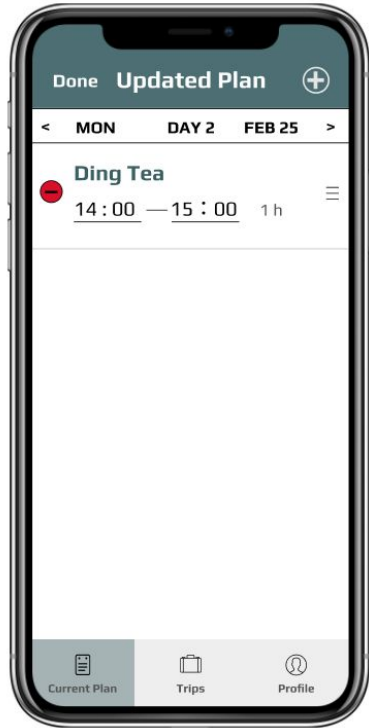 Done Updated Plan
< MON DAY 2 FEB 25 >
Ding Tea
14 : 00 — 15 : 00 1 h
Current Plan Trips Profile